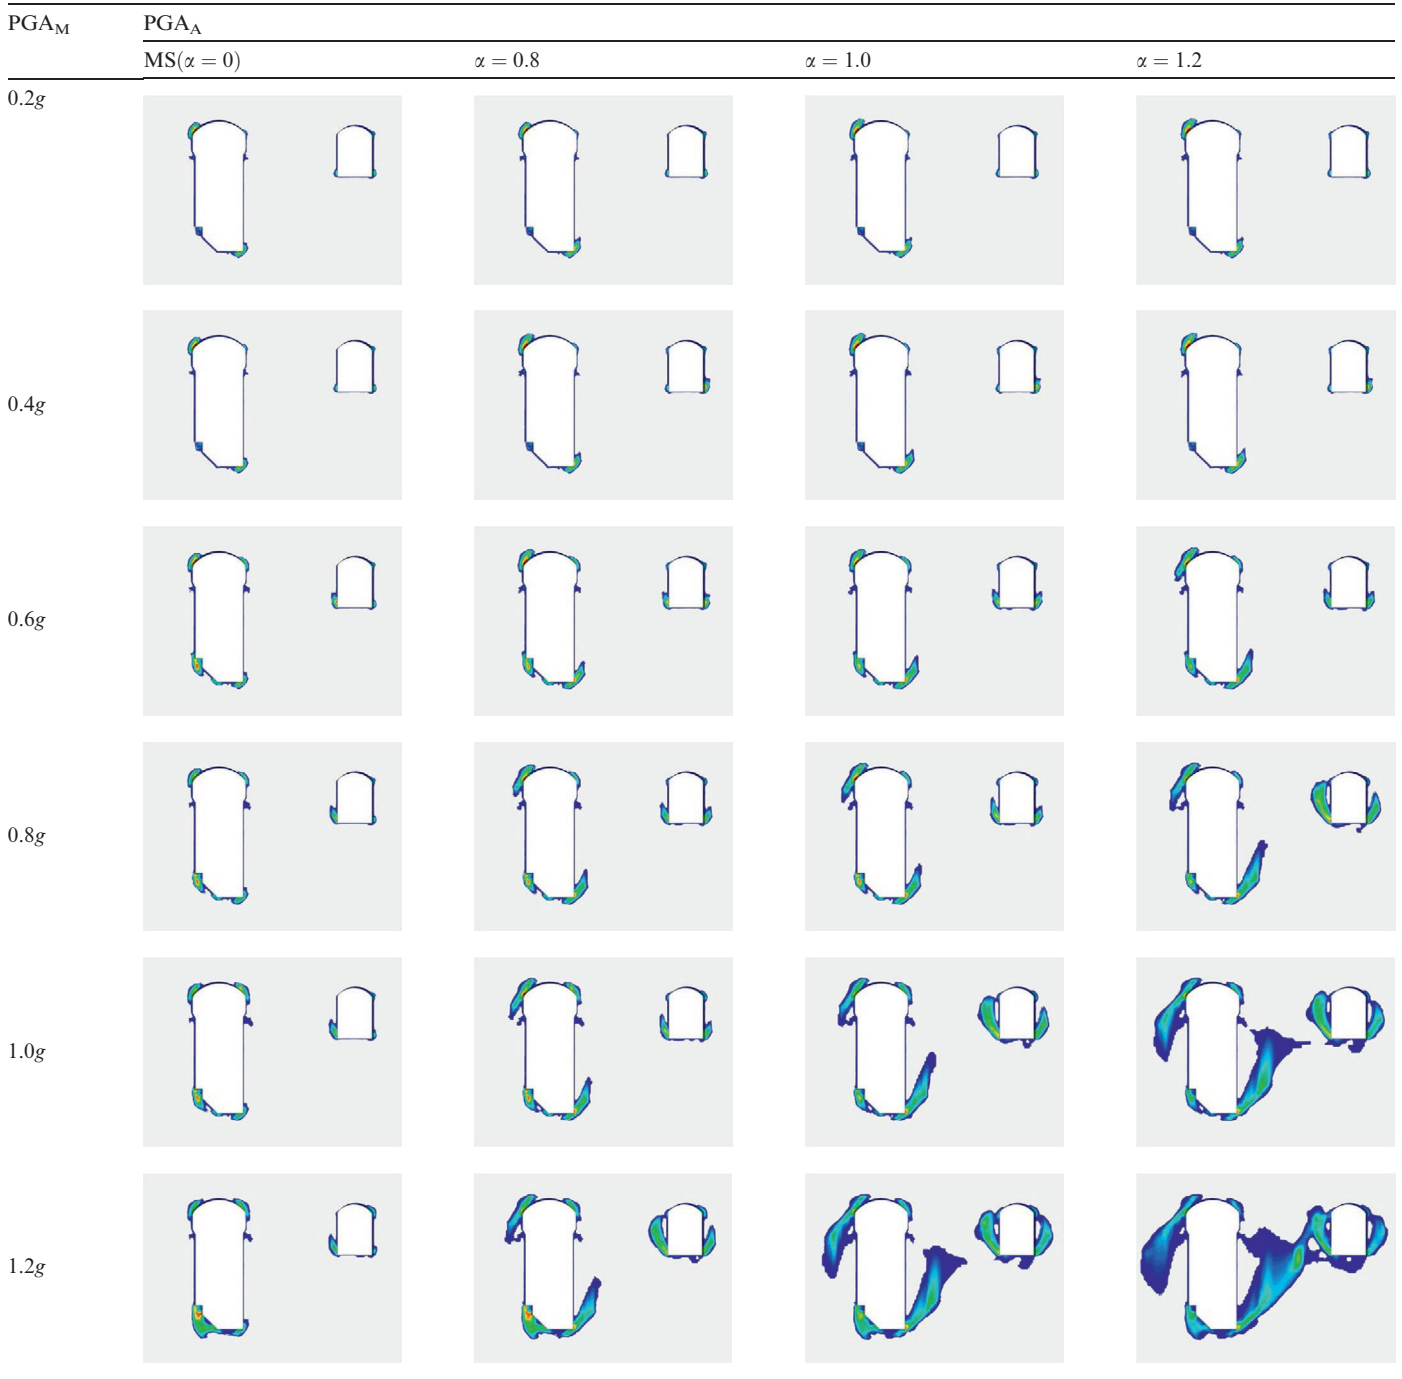 PGA_M PGA_A
MS(α = 0) α = 0.8 α = 1.0 α = 1.2
0.2g
0.4g
0.6g
0.8g
1.0g
1.2g